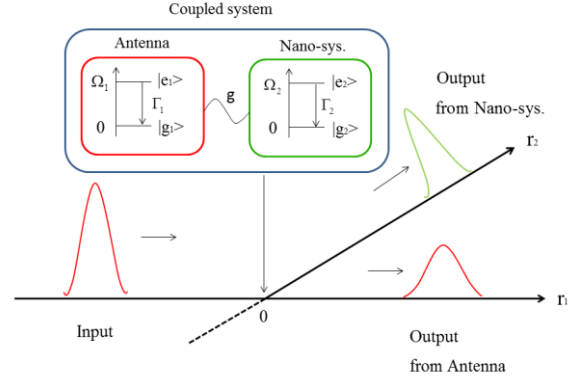 Coupled system
Antenna
Nano-sys.
Ω₁
|e₁>
Γ₁
0
|g₁>
g
Ω₂
|e₂>
Γ₂
0
|g₂>
Output
from Nano-sys.
r₂
r₁
0
Input
Output
from Antenna